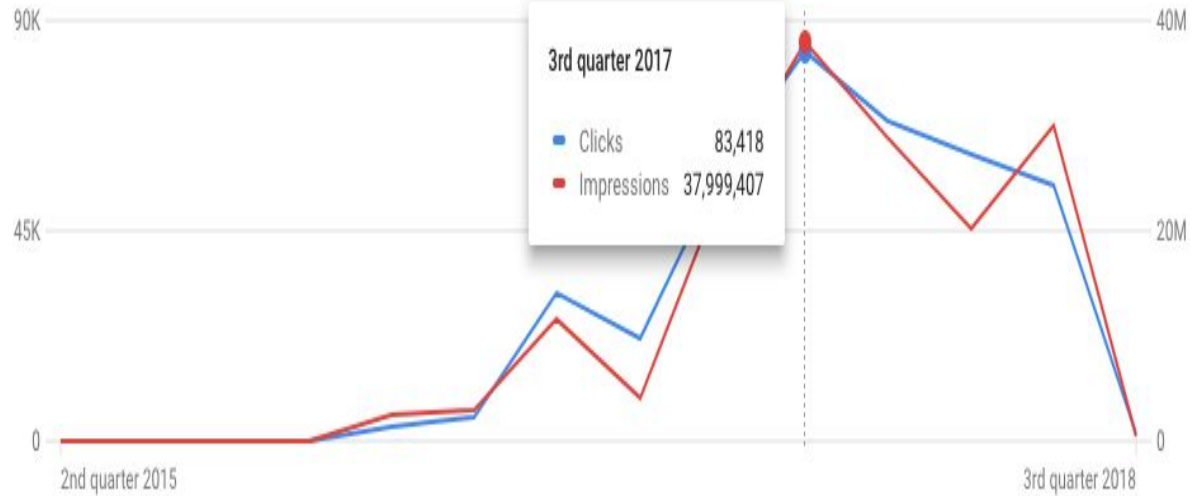 90K
40M
3rd quarter 2017
Clicks 83,418
Impressions 37,999,407
45K
20M
0
0
2nd quarter 2015
3rd quarter 2018